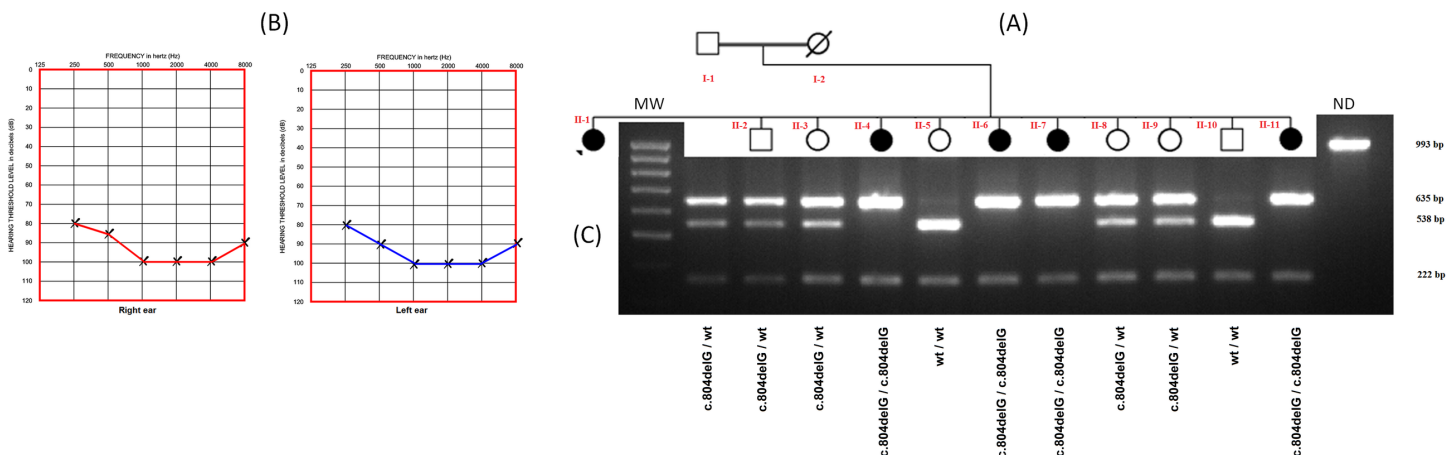 (B)
FREQUENCY in hertz (Hz)
125 250 500 1000 2000 4000 8000
HEARING THRESHOLD LEVEL in decibels (dB)
0
10
20
30
40
50
60
70
80
90
100
110
120
Right ear
FREQUENCY in hertz (Hz)
125 250 500 1000 2000 4000 8000
HEARING THRESHOLD LEVEL in decibels (dB)
0
10
20
30
40
50
60
70
80
90
100
110
120
Left ear
(A)
I-1 I-2
II-1 II-2 II-3 II-4 II-5 II-6 II-7 II-8 II-9 II-10 II-11
MW
ND
(C)
993 bp
635 bp
538 bp
222 bp
c.804delG / wt
c.804delG / wt
c.804delG / wt
c.804delG / c.804delG
wt / wt
c.804delG / c.804delG
c.804delG / c.804delG
c.804delG / wt
c.804delG / wt
wt / wt
c.804delG / c.804delG